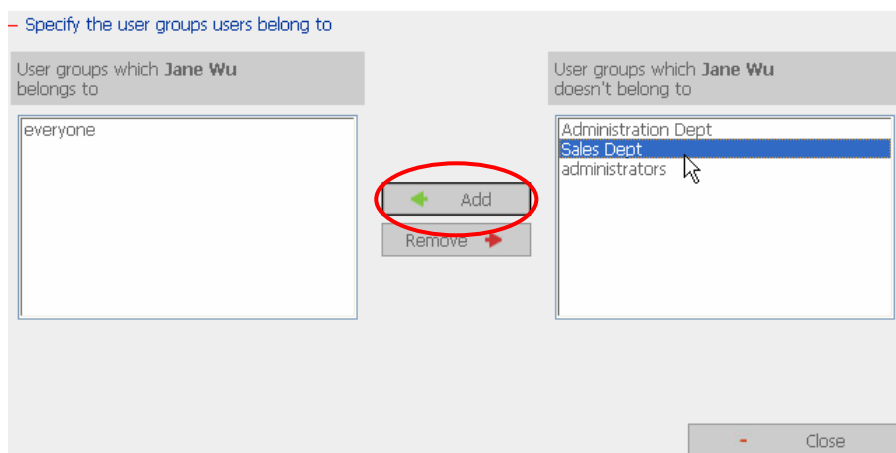 – Specify the user groups users belong to
User groups which Jane Wu
belongs to
User groups which Jane Wu
doesn't belong to
everyone
Administration Dept
Sales Dept
administrators
Add
Remove
- Close